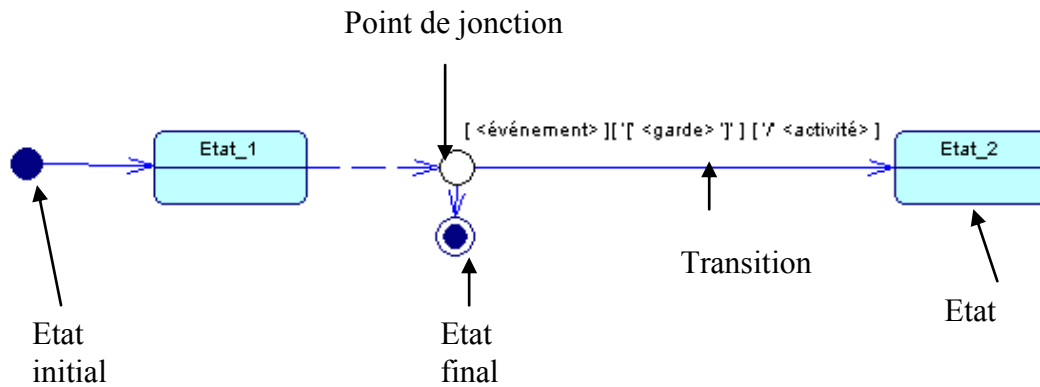 Point de jonction
[ <événement> ][ '[' <garde> ']' ] [ '/' <activité> ]
Etat_1
Etat_2
Transition
Etat
Etat
initial
Etat
final